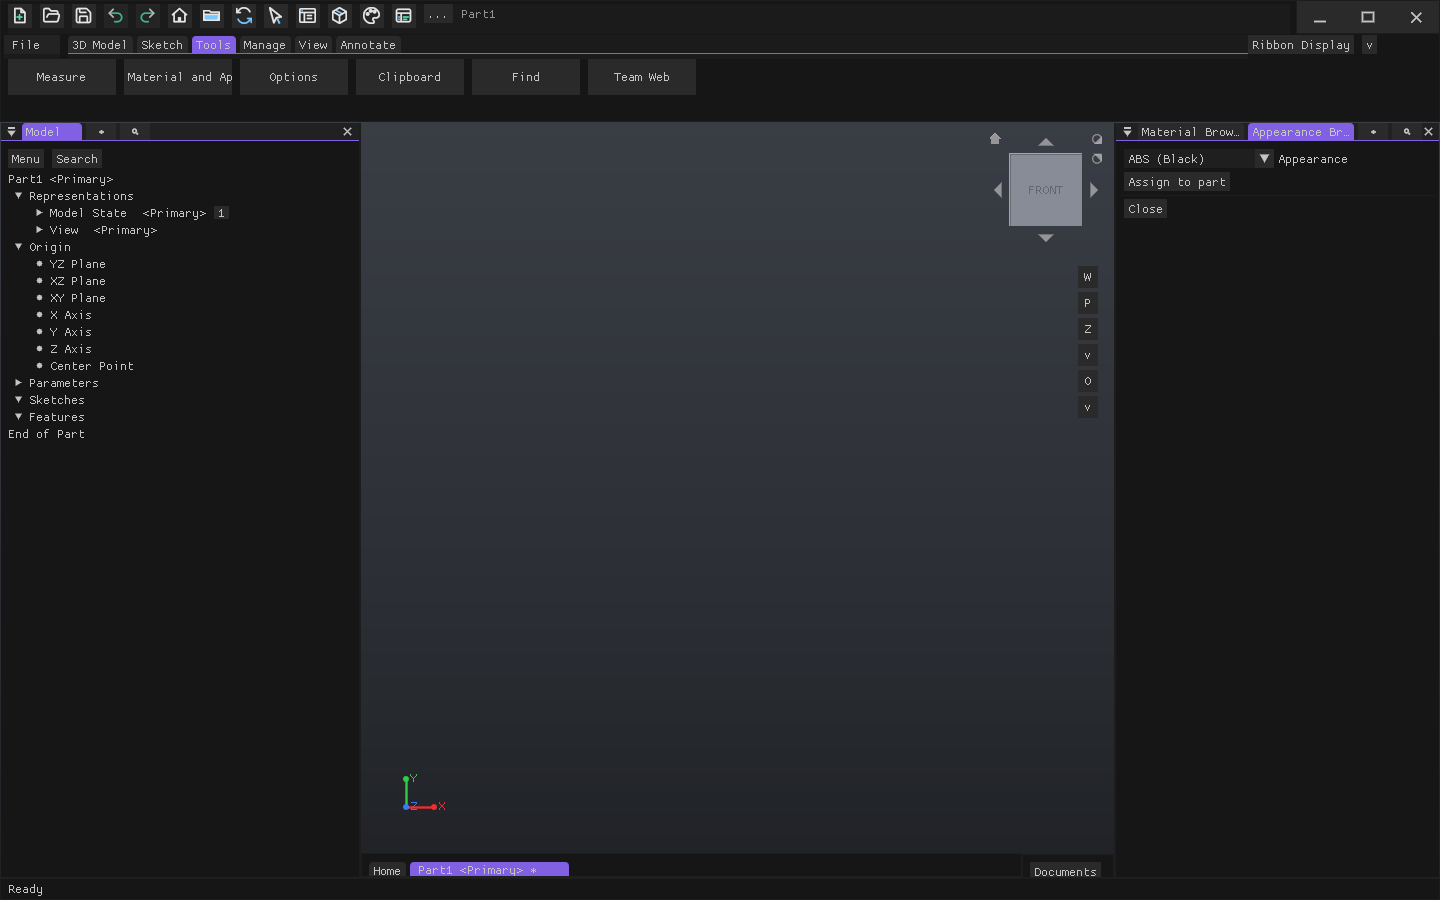 ... Part1
File 3D Model Sketch Tools Manage View Annotate Ribbon Display v
Measure Material and Ap Options Clipboard Find Team Web
Model
Menu Search
Part1 <Primary>
Representations
Model State <Primary> 1
View <Primary>
Origin
YZ Plane
XZ Plane
XY Plane
X Axis
Y Axis
Z Axis
Center Point
Parameters
Sketches
Features
End of Part
FRONT
W
P
Z
v
O
v
Y
Z X
Home Part1 <Primary> *
Documents
Material Brow… Appearance Br…
ABS (Black) Appearance
Assign to part
Close
Ready